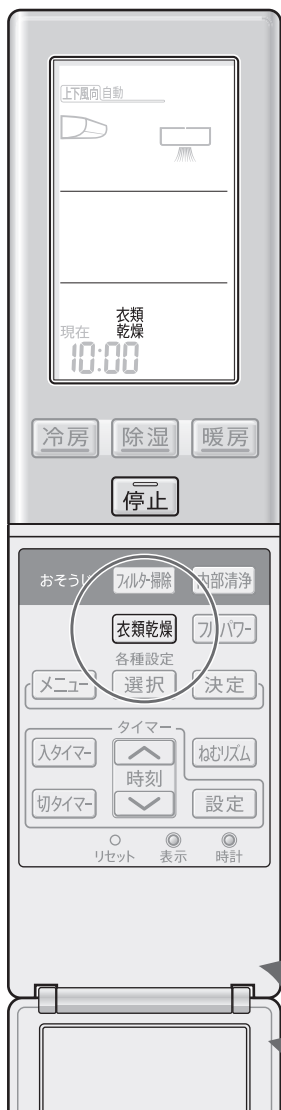 上下風向 自動
衣類
現在 乾燥
10:00
冷房 除湿 暖房
停止
おそうじ フィルター掃除 内部清浄
衣類乾燥 フルパワー
各種設定
メニュー 選択 決定
タイマー
入タイマー ねむリズム
時刻
切タイマー 設定
リセット 表示 時計